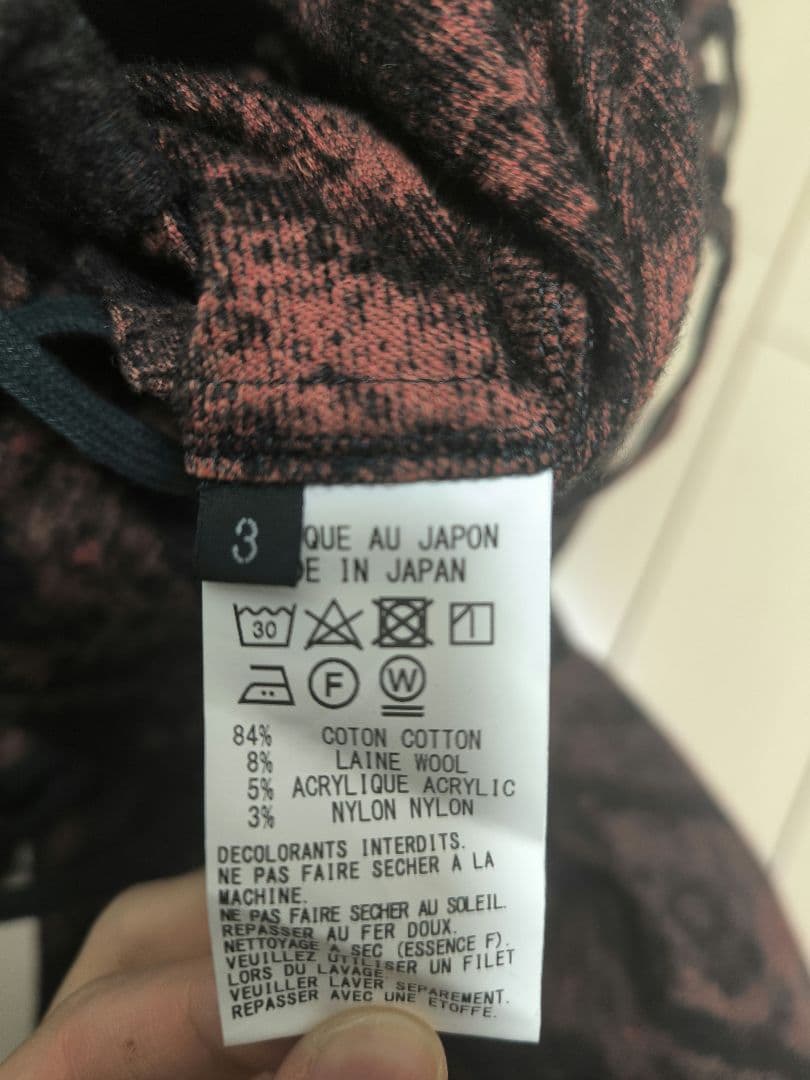 3
QUE AU JAPON
DE IN JAPAN
30
F
W
84% COTON COTTON
8% LAINE WOOL
5% ACRYLIQUE ACRYLIC
3% NYLON NYLON
DECOLORANTS INTERDITS.
NE PAS FAIRE SECHER A LA
MACHINE.
NE PAS FAIRE SECHER AU SOLEIL.
REPASSER AU FER DOUX.
NETTOYAGE A SEC (ESSENCE F).
VEUILLEZ UTILISER UN FILET
LORS DU LAVAGE.
VEUILLER LAVER SEPAREMENT.
REPASSER AVEC UNE ETOFFE.